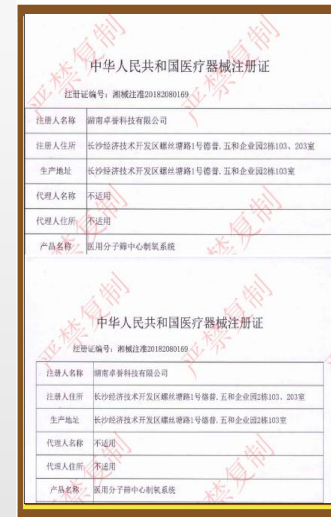 中华人民共和国医疗器械注册证
注册证编号：湘械注准20182080169
注册人名称 湖南卓誉科技有限公司
注册人住所 长沙经济技术开发区螺丝塘路1号德普.五和企业园2栋103、203室
生产地址 长沙经济技术开发区螺丝塘路1号德普.五和企业园2栋103室
代理人名称 不适用
代理人住所 不适用
产品名称 医用分子筛中心制氧系统
严禁复制
严禁复制
中华人民共和国医疗器械注册证
注册证编号：湘械注准20182080169
注册人名称 湖南卓誉科技有限公司
注册人住所 长沙经济技术开发区螺丝塘路1号德普.五和企业园2栋103、203室
生产地址 长沙经济技术开发区螺丝塘路1号德普.五和企业园2栋103室
代理人名称 不适用
代理人住所 不适用
产品名称 医用分子筛中心制氧系统
严禁复制
严禁复制